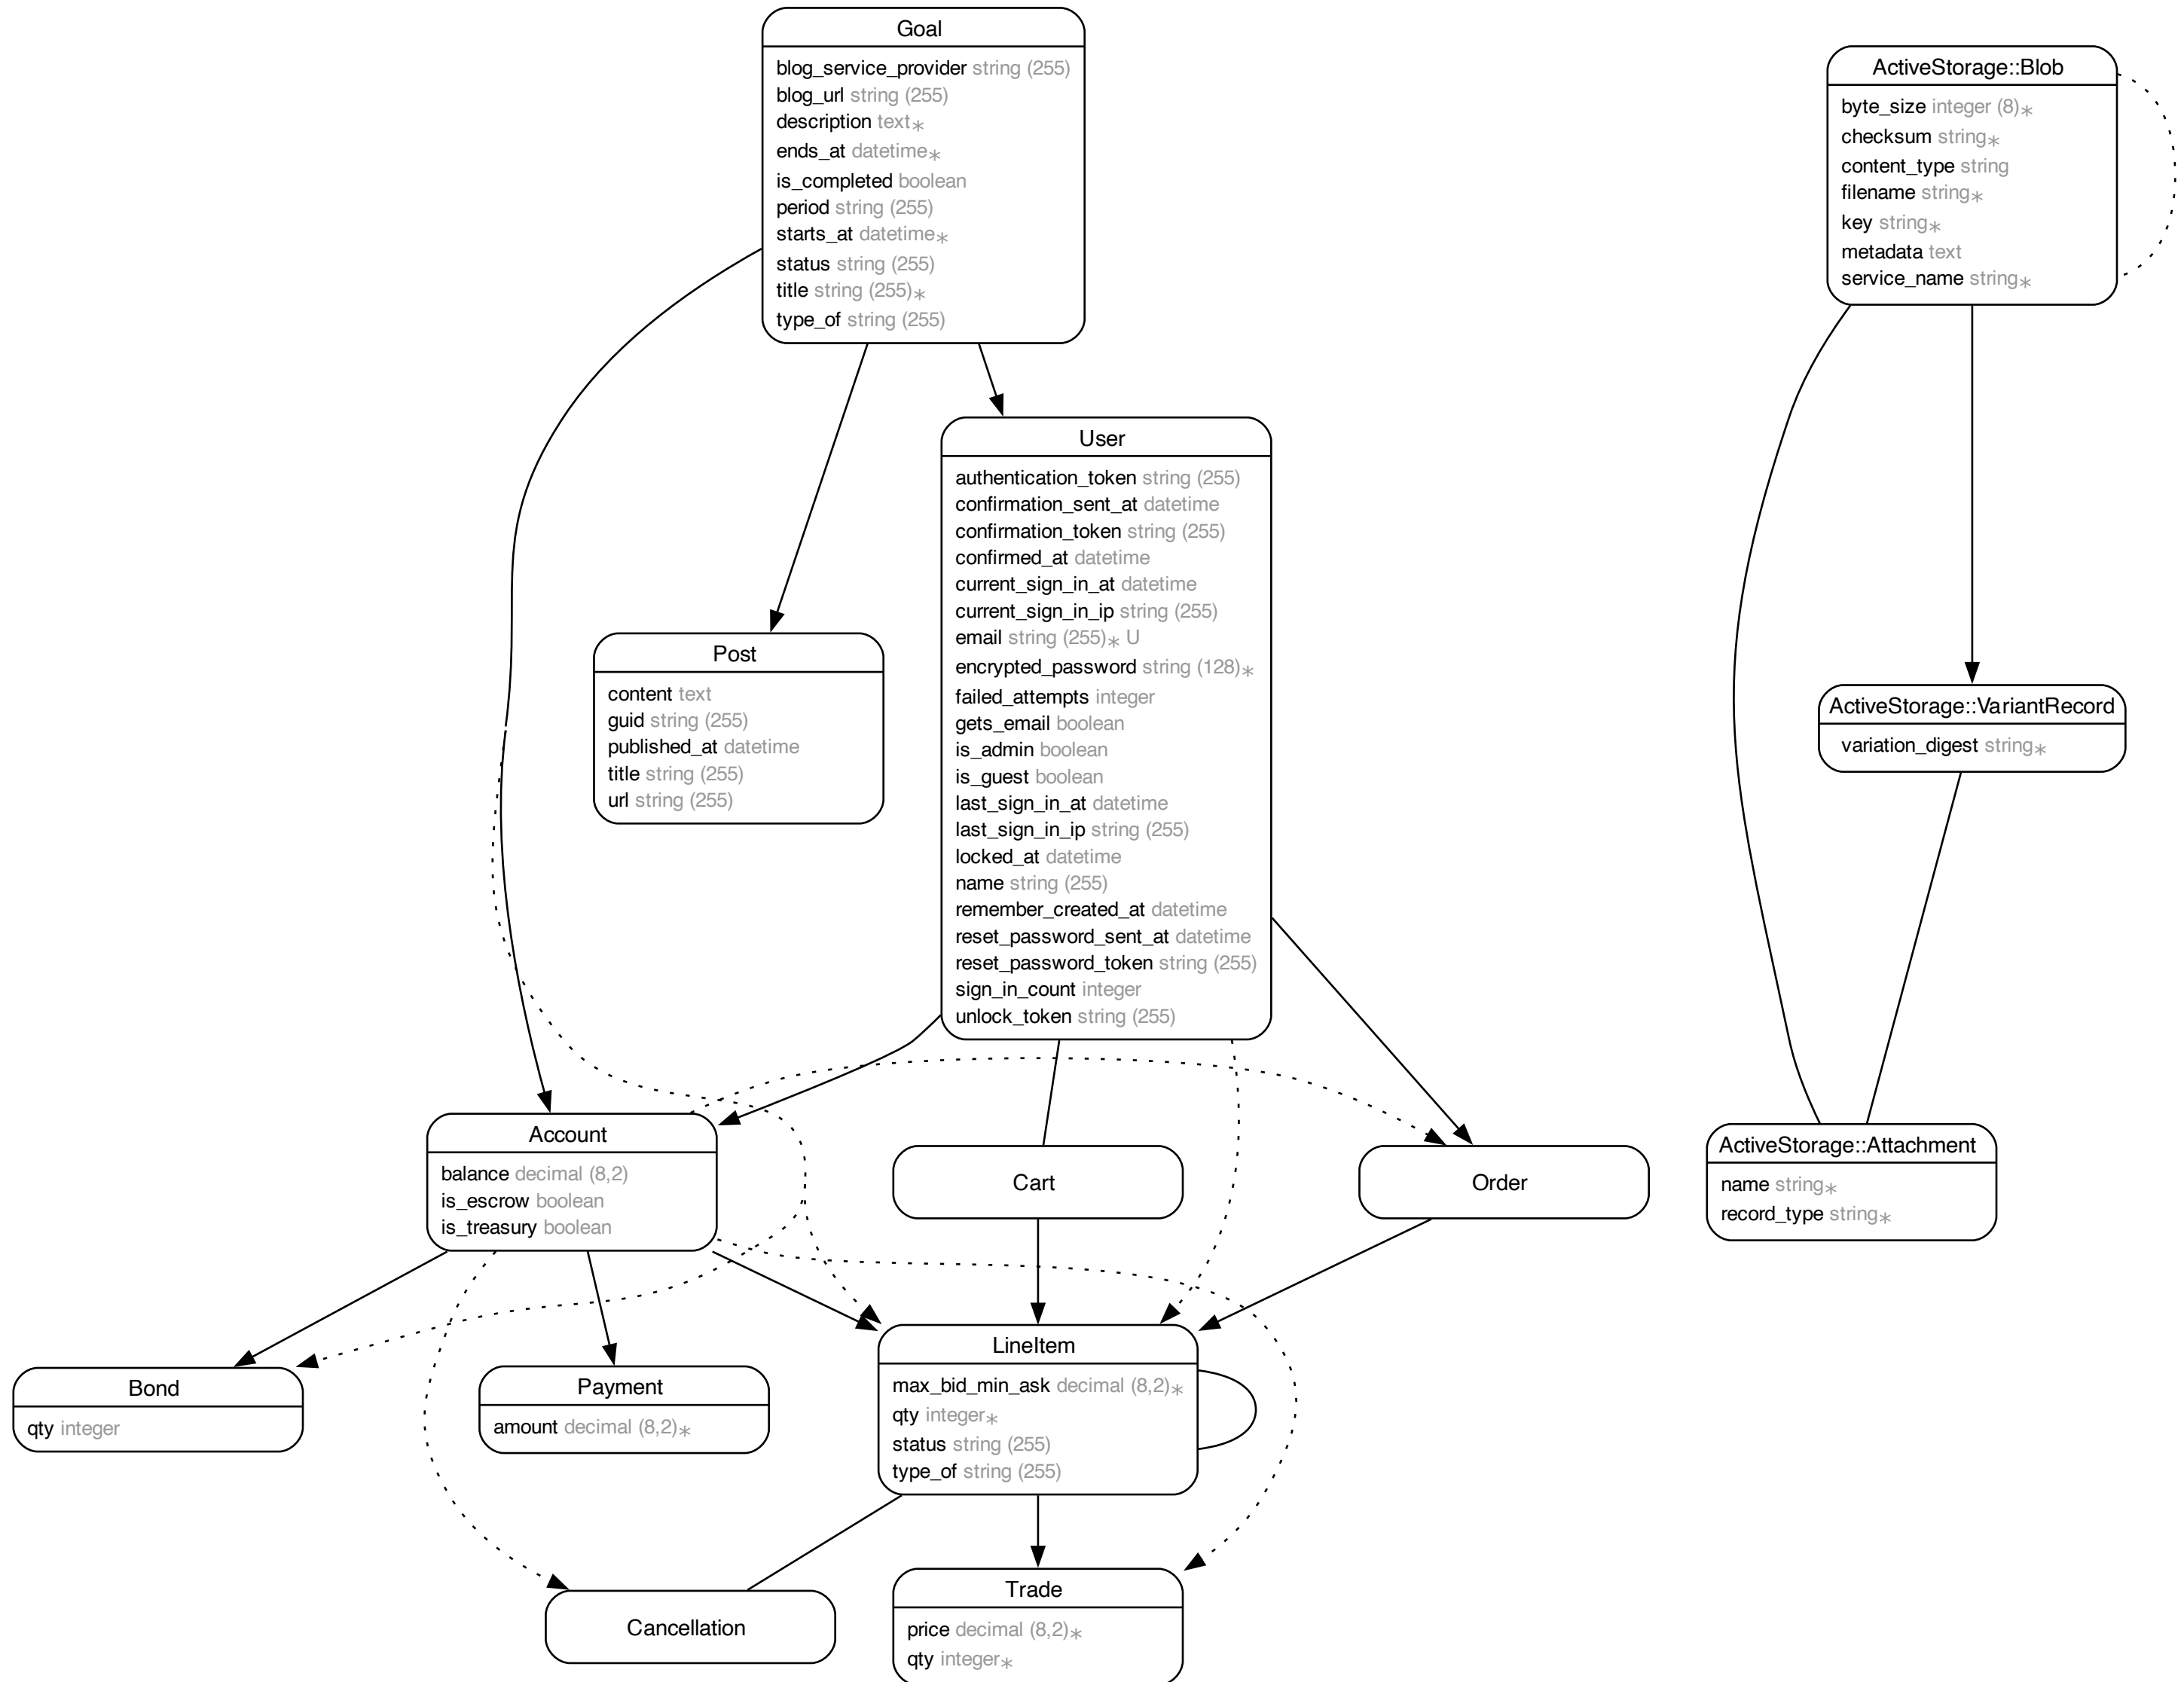 Goal
blog_service_provider string (255)
blog_url string (255)
description text∗
ends_at datetime∗
is_completed boolean
period string (255)
starts_at datetime∗
status string (255)
title string (255)∗
type_of string (255)
ActiveStorage::Blob
byte_size integer (8)∗
checksum string∗
content_type string
filename string∗
key string∗
metadata text
service_name string∗
User
authentication_token string (255)
confirmation_sent_at datetime
confirmation_token string (255)
confirmed_at datetime
current_sign_in_at datetime
current_sign_in_ip string (255)
email string (255)∗ U
encrypted_password string (128)∗
failed_attempts integer
gets_email boolean
is_admin boolean
is_guest boolean
last_sign_in_at datetime
last_sign_in_ip string (255)
locked_at datetime
name string (255)
remember_created_at datetime
reset_password_sent_at datetime
reset_password_token string (255)
sign_in_count integer
unlock_token string (255)
Post
content text
guid string (255)
published_at datetime
title string (255)
url string (255)
ActiveStorage::VariantRecord
variation_digest string∗
Account
balance decimal (8,2)
is_escrow boolean
is_treasury boolean
Cart
Order
ActiveStorage::Attachment
name string∗
record_type string∗
Bond
qty integer
Payment
amount decimal (8,2)∗
LineItem
max_bid_min_ask decimal (8,2)∗
qty integer∗
status string (255)
type_of string (255)
Cancellation
Trade
price decimal (8,2)∗
qty integer∗